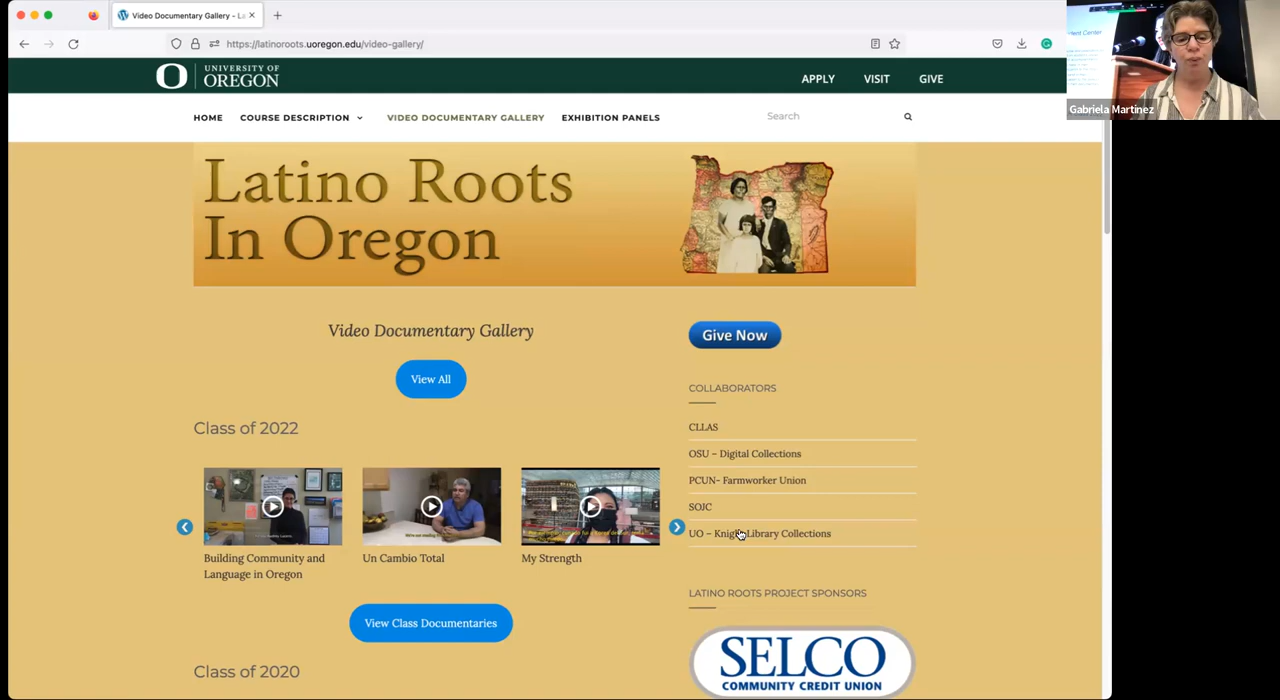 Video Documentary Gallery - La
https://latinoroots.uoregon.edu/video-gallery/
UNIVERSITY OF
OREGON
APPLY VISIT GIVE
HOME COURSE DESCRIPTION VIDEO DOCUMENTARY GALLERY EXHIBITION PANELS Search
Latino Roots
In Oregon
Video Documentary Gallery
View All
Class of 2022
Building Community and
Language in Oregon
Un Cambio Total
My Strength
View Class Documentaries
Class of 2020
Give Now
COLLABORATORS
CLLAS
OSU – Digital Collections
PCUN- Farmworker Union
SOJC
UO – Knight Library Collections
LATINO ROOTS PROJECT SPONSORS
SELCO
COMMUNITY CREDIT UNION
Gabriela Martínez